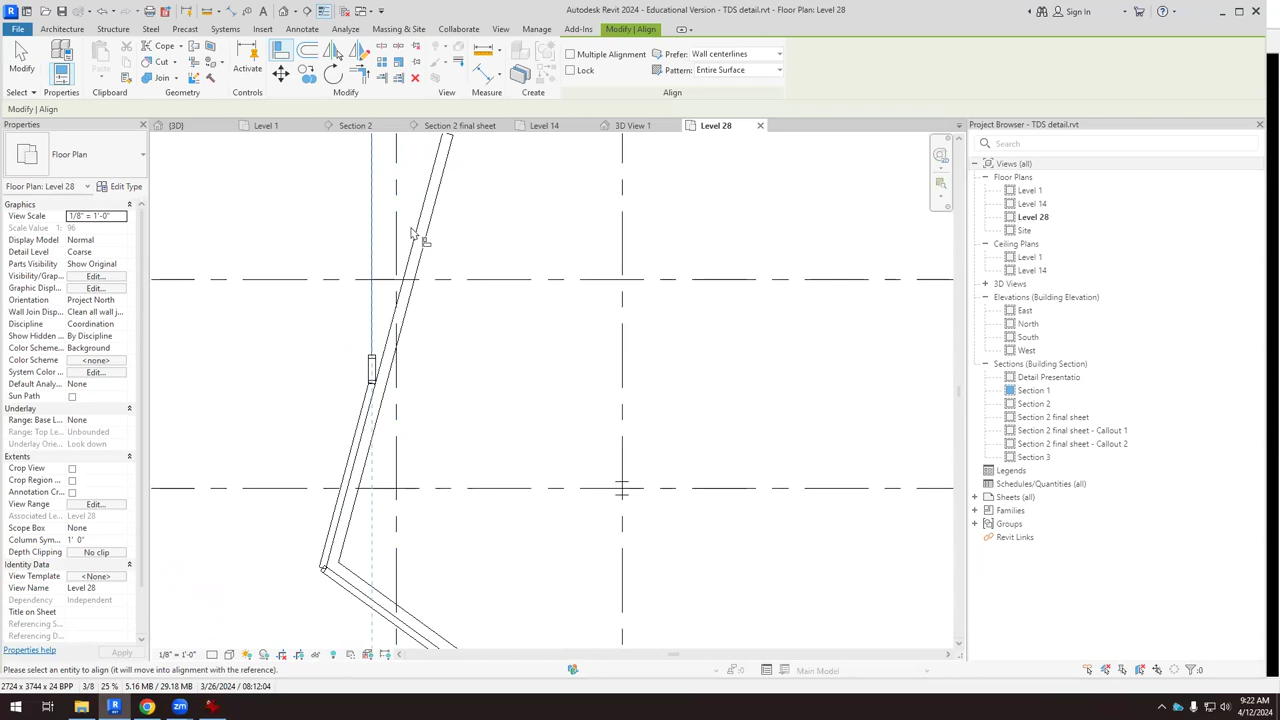 Autodesk Revit 2024 - Educational Version - TDS detail.rvt - Floor Plan: Level 28
Sign In
File
Architecture
Structure
Steel
Precast
Systems
Insert
Annotate
Analyze
Massing & Site
Collaborate
View
Manage
Add-Ins
Modify | Align
Modify
Properties
Paste
Cope
Cut
Join
Activate
Multiple Alignment
Prefer: Wall centerlines
Lock
Pattern: Entire Surface
Select
Properties
Clipboard
Geometry
Controls
Modify
View
Measure
Create
Align
Modify | Align
Properties
{3D}
Level 1
Section 2
Section 2 final sheet
Level 14
3D View 1
Level 28
Project Browser - TDS detail.rvt
Floor Plan
Search
Floor Plan: Level 28
Edit Type
Graphics
View Scale 1/8" = 1'-0"
Scale Value 1: 96
Display Model Normal
Detail Level Coarse
Parts Visibility Show Original
Visibility/Grap... Edit...
Graphic Displ... Edit...
Orientation Project North
Wall Join Disp... Clean all wall j...
Discipline Coordination
Show Hidden ... By Discipline
Color Scheme... Background
Color Scheme <none>
System Color ... Edit...
Default Analy... None
Sun Path
Underlay
Range: Base L... None
Range: Top Le... Unbounded
Underlay Orie... Look down
Extents
Crop View
Crop Region ...
Annotation Cr...
View Range Edit...
Associated Le... Level 28
Scope Box None
Column Sym... 1' 0"
Depth Clipping No clip
Identity Data
View Template <None>
View Name Level 28
Dependency Independent
Title on Sheet
Referencing S...
Referencing D...
Properties help
Apply
Views (all)
Floor Plans
Level 1
Level 14
Level 28
Site
Ceiling Plans
Level 1
Level 14
3D Views
Elevations (Building Elevation)
East
North
South
West
Sections (Building Section)
Detail Presentatio
Section 1
Section 2
Section 2 final sheet
Section 2 final sheet - Callout 1
Section 2 final sheet - Callout 2
Section 3
Legends
Schedules/Quantities (all)
Sheets (all)
Families
Groups
Revit Links
1/8" = 1'-0"
Please select an entity to align (it will move into alignment with the reference).
:0
Main Model
:0
2724 x 3744 x 24 BPP 3/8 25 % 5.16 MB / 29.18 MB 3/26/2024 / 08:12:04
9:22 AM
4/12/2024